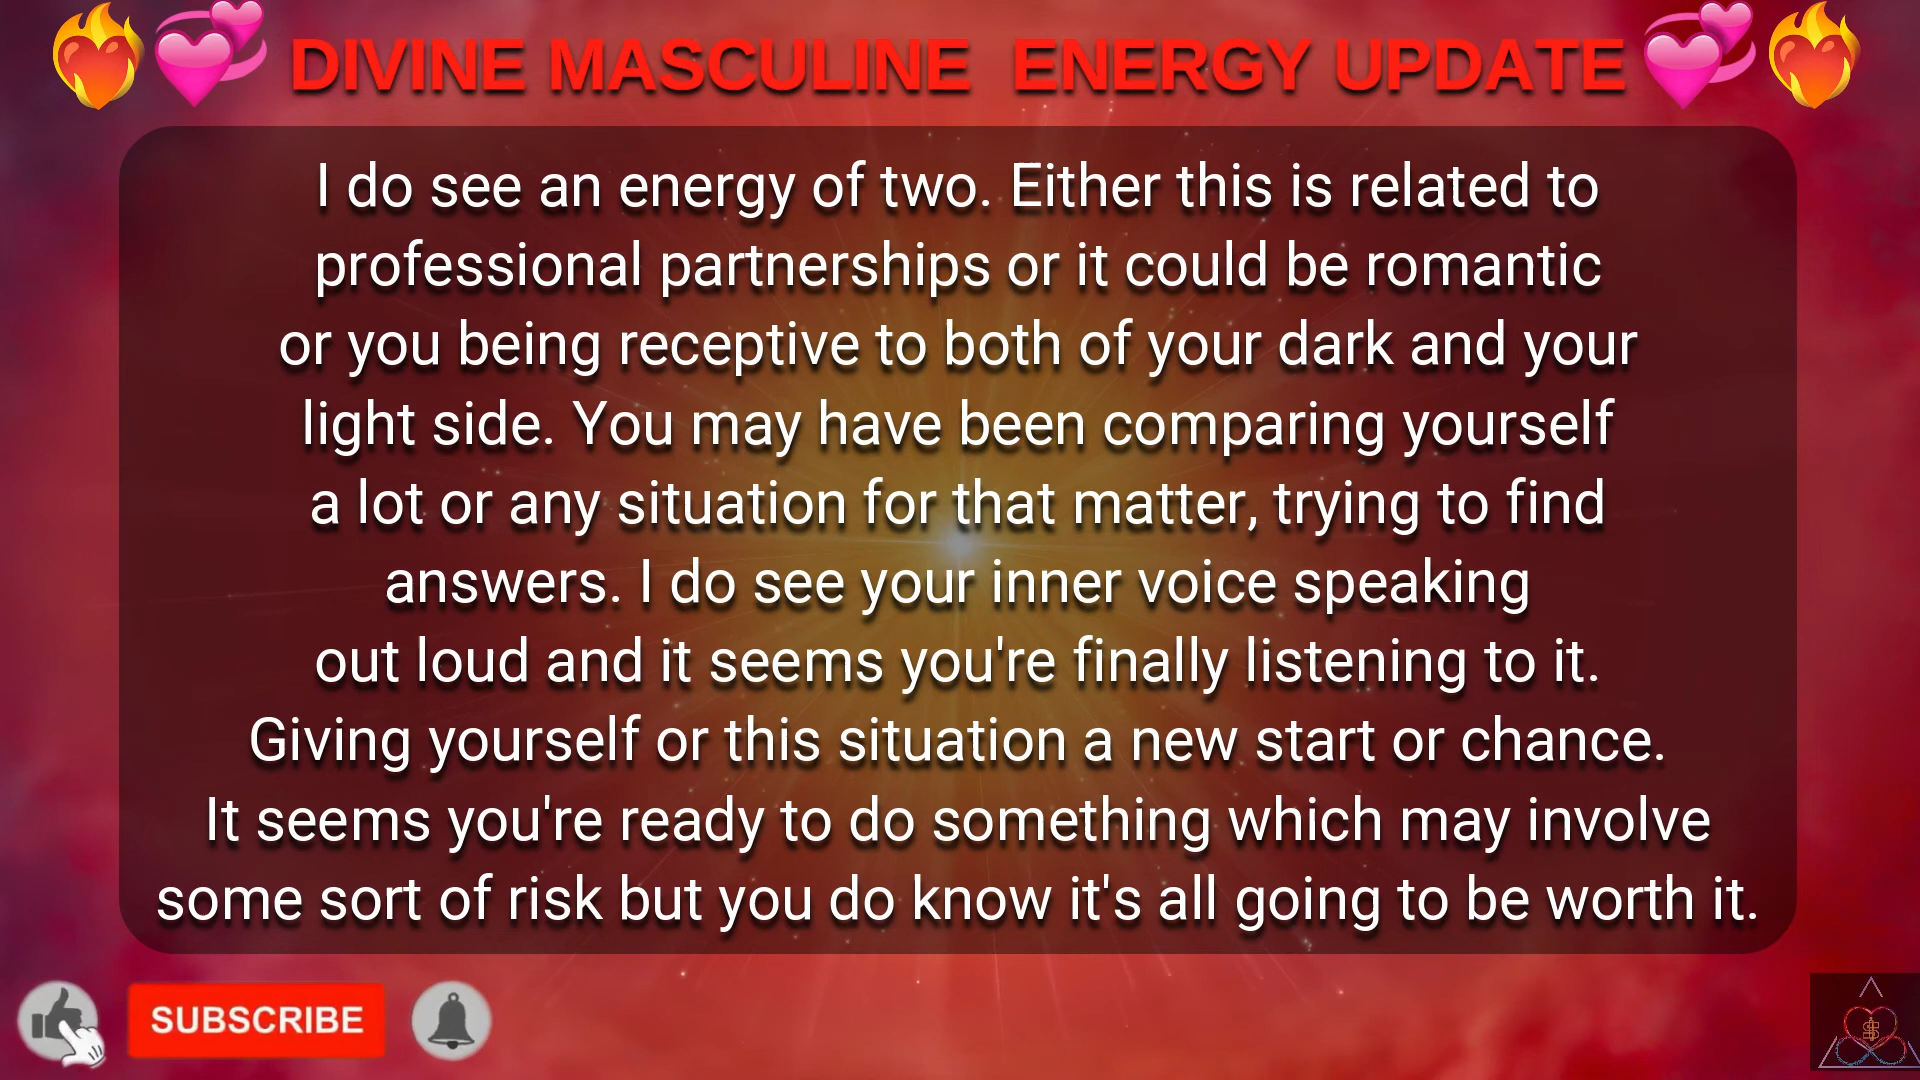 DIVINE MASCULINE ENERGY UPDATE
I do see an energy of two. Either this is related to
professional partnerships or it could be romantic
or you being receptive to both of your dark and your
light side. You may have been comparing yourself
a lot or any situation for that matter, trying to find
answers. I do see your inner voice speaking
out loud and it seems you're finally listening to it.
Giving yourself or this situation a new start or chance.
It seems you're ready to do something which may involve
some sort of risk but you do know it's all going to be worth it.
SUBSCRIBE